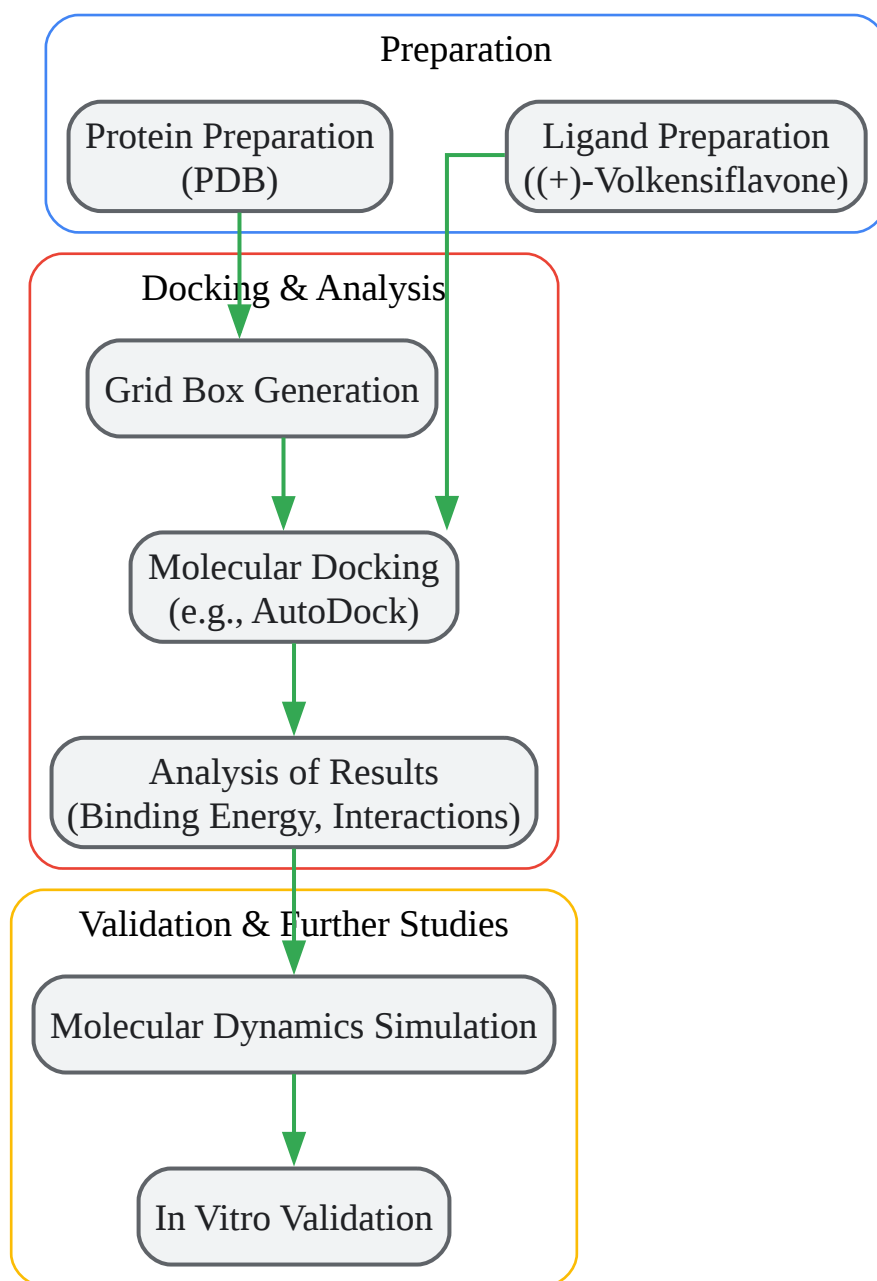 Preparation
Protein Preparation
(PDB)
Ligand Preparation
((+)-Volkensiflavone)
Docking & Analysis
Grid Box Generation
Molecular Docking
(e.g., AutoDock)
Analysis of Results
(Binding Energy, Interactions)
Validation & Further Studies
Molecular Dynamics Simulation
In Vitro Validation